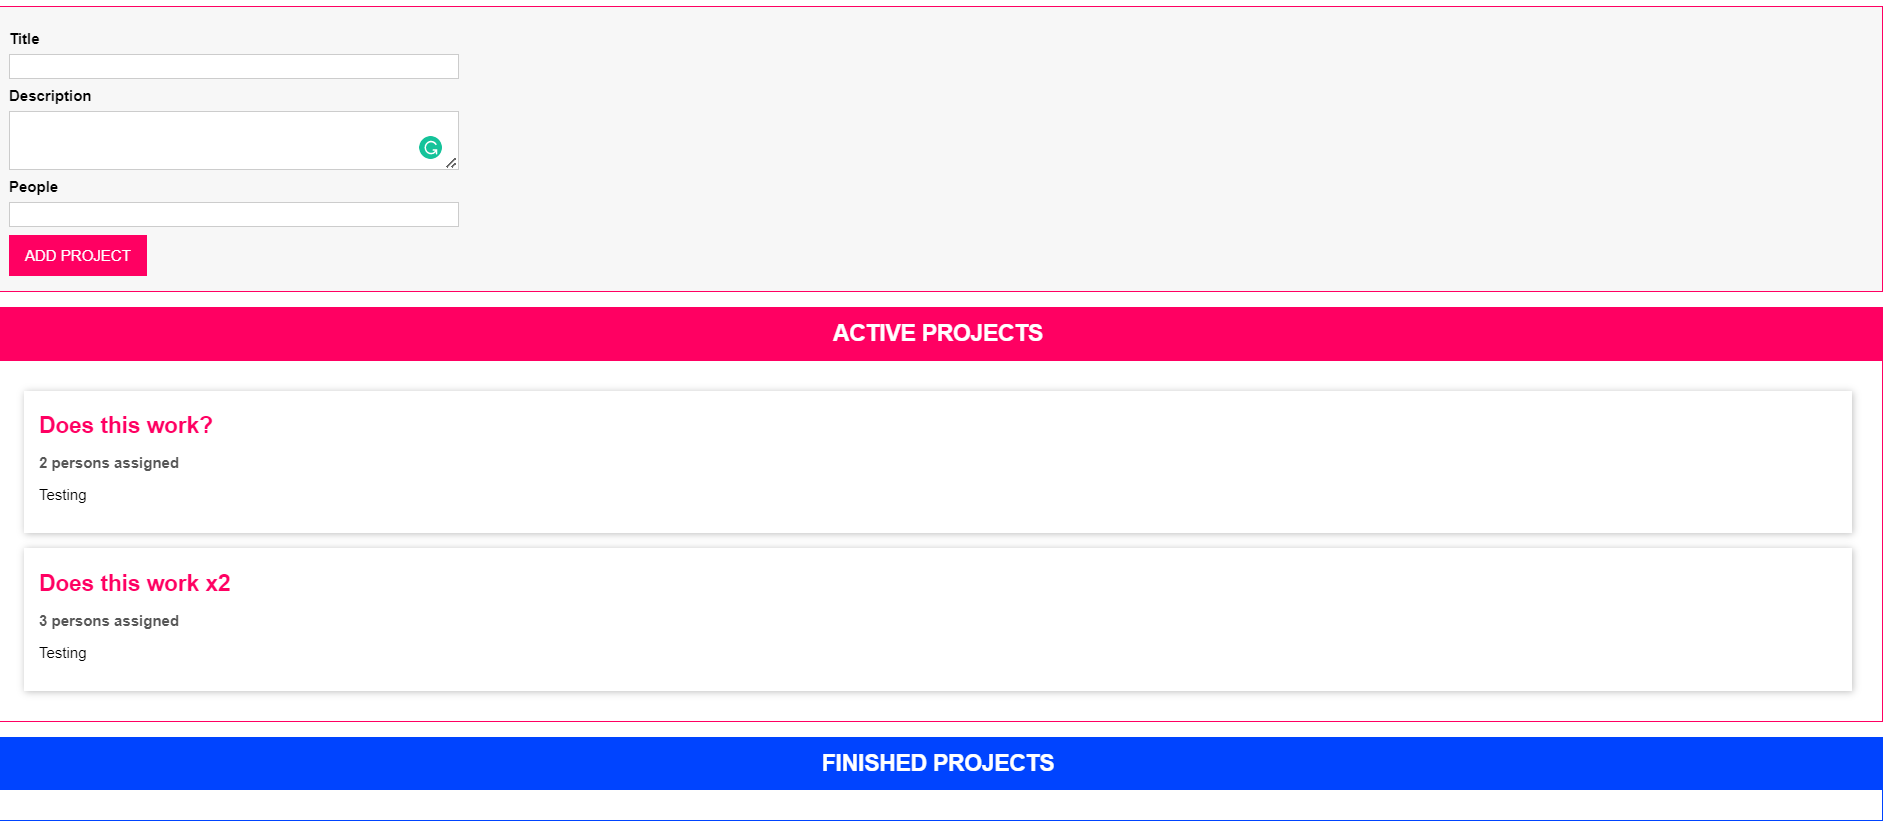 Title
Description
People
ADD PROJECT
ACTIVE PROJECTS
Does this work?
2 persons assigned
Testing
Does this work x2
3 persons assigned
Testing
FINISHED PROJECTS